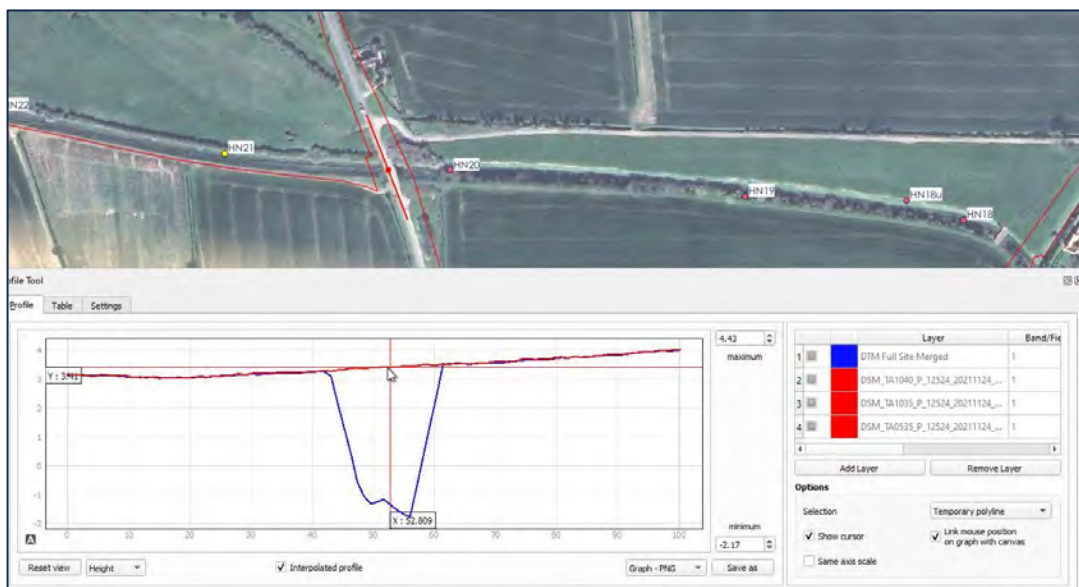 HN22
HN21
HN20
HN19
HN18u
HN18
ofile Tool
Profile Table Settings
4
3
2
1
0
-1
-2
Y : 3.41
X : 52.809
0 10 20 30 40 50 60 70 80 90 100
A
4.43
maximum
minimum
-2.17
Reset view Height Interpolated profile Graph - PNG Save as
Layer Band/Fie
1 DTM Full Site Merged 1
2 DSM_TA1040_P_12524_20211124_... 1
3 DSM_TA1035_P_12524_20211124_... 1
4 DSM_TA0535_P_12524_20211124_... 1
Add Layer Remove Layer
Options
Selection Temporary polyline
Show cursor Link mouse position
on graph with canvas
Same axis scale